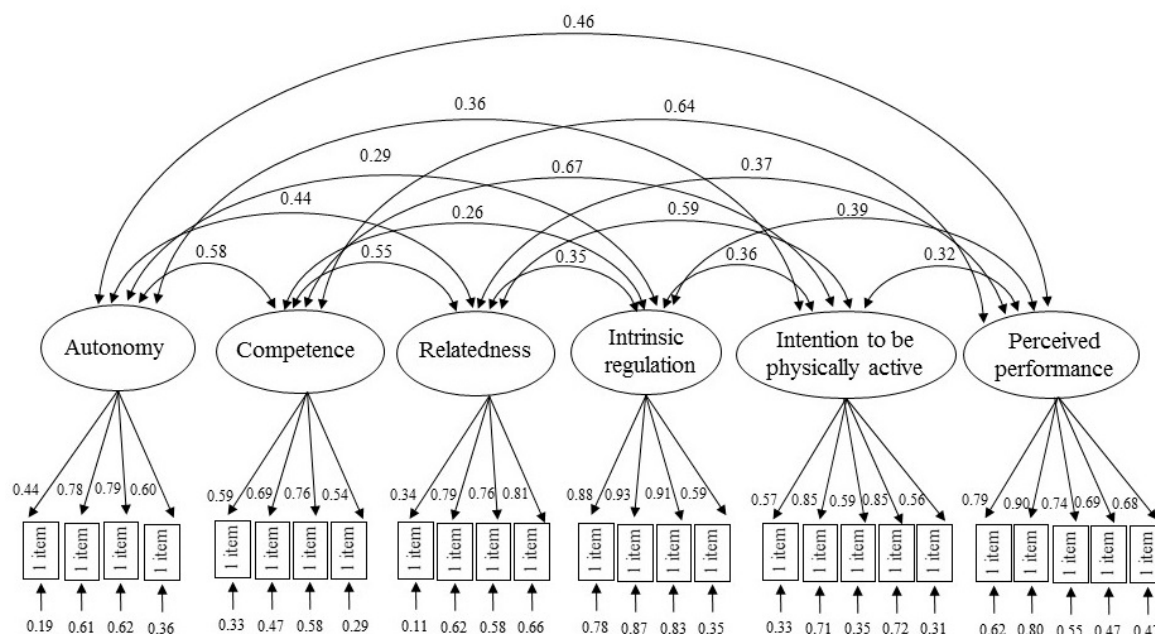 0.46
0.36
0.64
0.29
0.67
0.37
0.44
0.26
0.59
0.39
0.58
0.55
0.35
0.36
0.32
Autonomy
Competence
Relatedness
Intrinsic
regulation
Intention to be
physically active
Perceived
performance
0.44 0.78 0.79 0.60
0.59 0.69 0.76 0.54
0.34 0.79 0.76 0.81
0.88 0.93 0.91 0.59
0.57 0.85 0.59 0.85 0.56
0.79 0.90 0.74 0.69 0.68
1 item 1 item 1 item 1 item
1 item 1 item 1 item 1 item
1 item 1 item 1 item 1 item
1 item 1 item 1 item 1 item
1 item 1 item 1 item 1 item 1 item
1 item 1 item 1 item 1 item 1 item
0.19 0.61 0.62 0.36
0.33 0.47 0.58 0.29
0.11 0.62 0.58 0.66
0.78 0.87 0.83 0.35
0.33 0.71 0.35 0.72 0.31
0.62 0.80 0.55 0.47